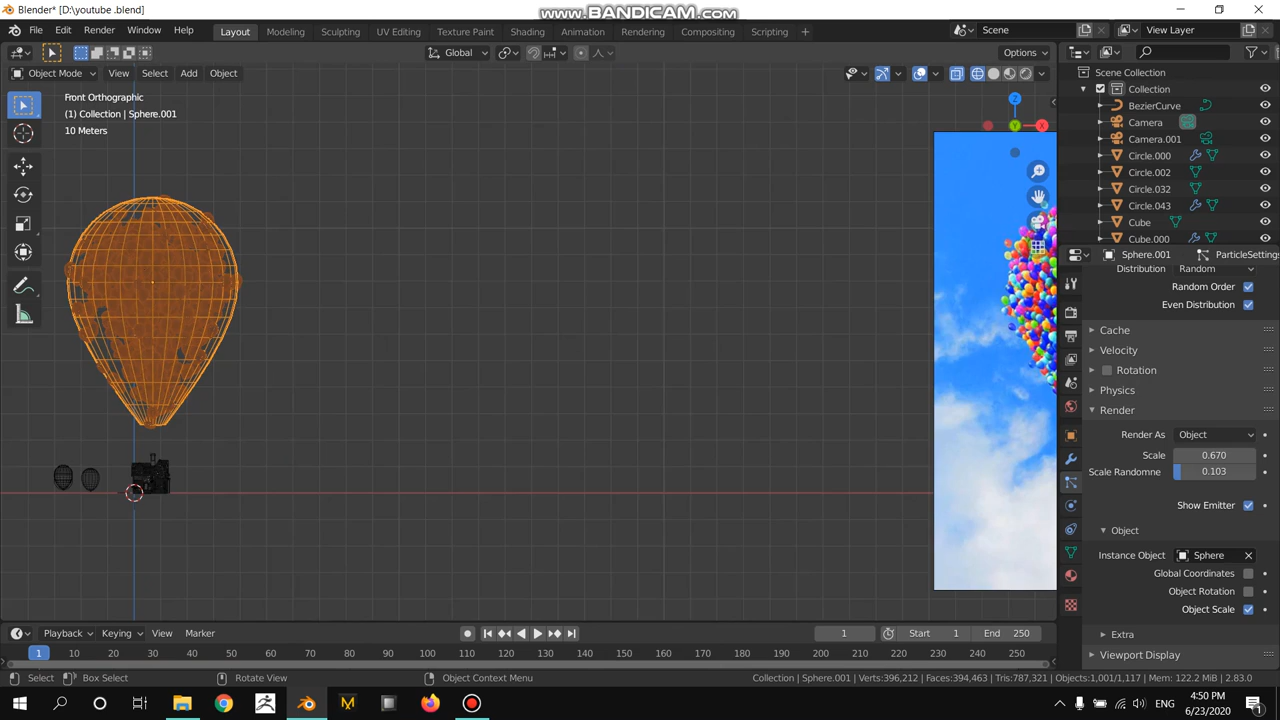 Blender* [D:\youtube .blend]
www.BANDICAM.com
File Edit Render Window Help Layout Modeling Sculpting UV Editing Texture Paint Shading Animation Rendering Compositing Scripting + Scene View Layer
Global Options
Object Mode View Select Add Object Scene Collection
Front Orthographic Collection
(1) Collection | Sphere.001 BezierCurve
10 Meters Camera
Z
Y X
Camera.001
Circle.000
Circle.002
Circle.032
Circle.043
Cube
Cube.000
Sphere.001 ParticleSettings
Distribution Random
Random Order
Even Distribution
Cache
Velocity
Rotation
Physics
Render
Render As Object
Scale 0.670
Scale Randomne 0.103
Show Emitter
Object
Instance Object Sphere
Global Coordinates
Object Rotation
Object Scale
Extra
Viewport Display
Playback Keying View Marker 1 Start 1 End 250
1 10 20 30 40 50 60 70 80 90 100 110 120 130 140 150 160 170 180 190 200 210 220 230 240 250
Select Box Select Rotate View Object Context Menu Collection | Sphere.001 | Verts:396,212 | Faces:394,463 | Tris:787,321 | Objects:1,001/1,117 | Mem: 122.2 MiB | 2.83.0
4:50 PM
6/23/2020
1